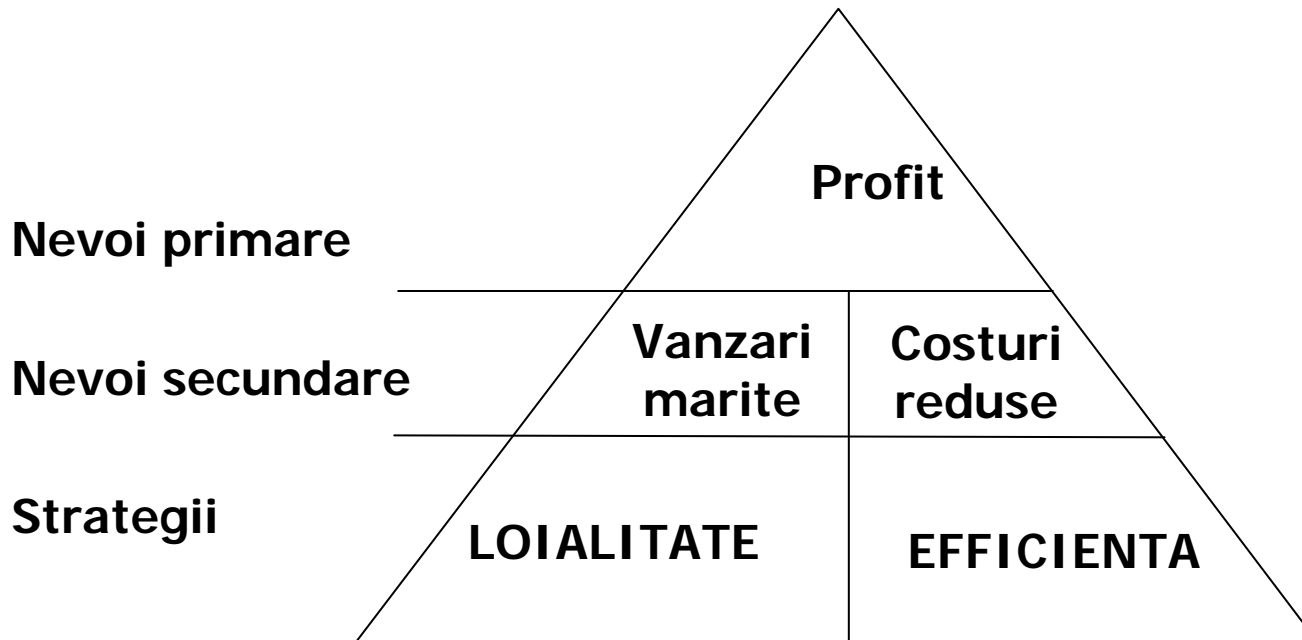 Profit
Nevoi primare
Vanzari
marite
Costuri
reduse
Nevoi secundare
Strategii
LOIALITATE
EFFICIENTA